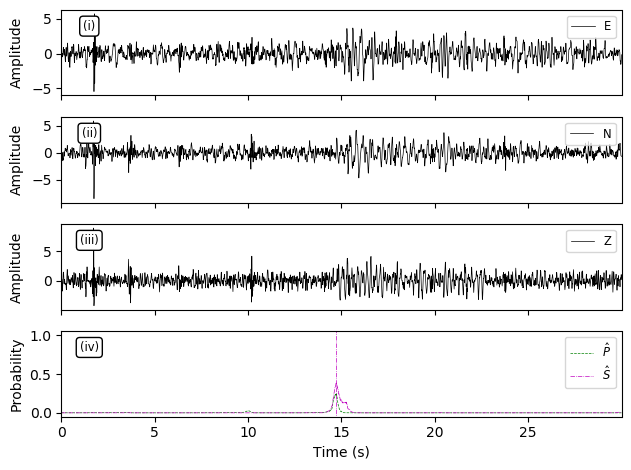 (i)
E
Amplitude
5
0
−5
(ii)
N
Amplitude
5
0
−5
(iii)
Z
Amplitude
5
0
(iv)
P̂
Ŝ
Probability
1.0
0.5
0.0
0 5 10 15 20 25
Time (s)